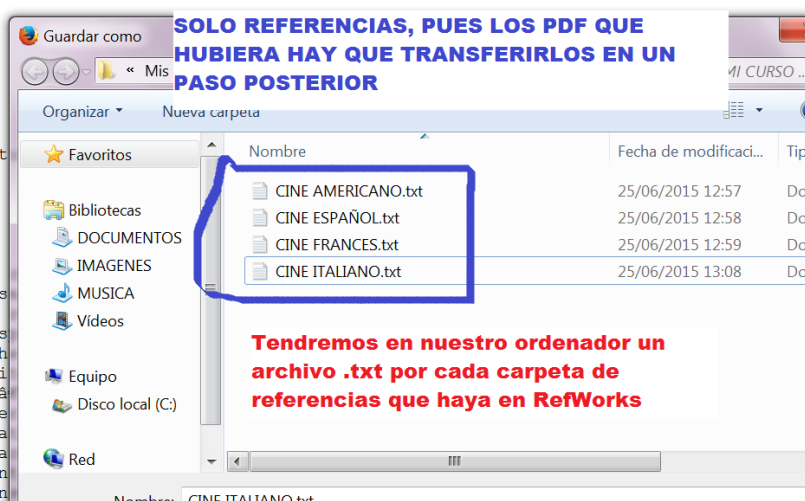 Guardar como
SOLO REFERENCIAS, PUES LOS PDF QUE
HUBIERA HAY QUE TRANSFERIRLOS EN UN
PASO POSTERIOR
« Mis
MI CURSO ...
Organizar
Nueva carpeta
Favoritos
Nombre
Fecha de modificaci...
Bibliotecas
DOCUMENTOS
IMAGENES
MUSICA
Vídeos
CINE AMERICANO.txt 25/06/2015 12:57
CINE ESPAÑOL.txt 25/06/2015 12:58
CINE FRANCES.txt 25/06/2015 12:59
CINE ITALIANO.txt 25/06/2015 13:08
Tendremos en nuestro ordenador un
archivo .txt por cada carpeta de
referencias que haya en RefWorks
Equipo
Disco local (C:)
Red
Nombre: CINE ITALIANO.txt